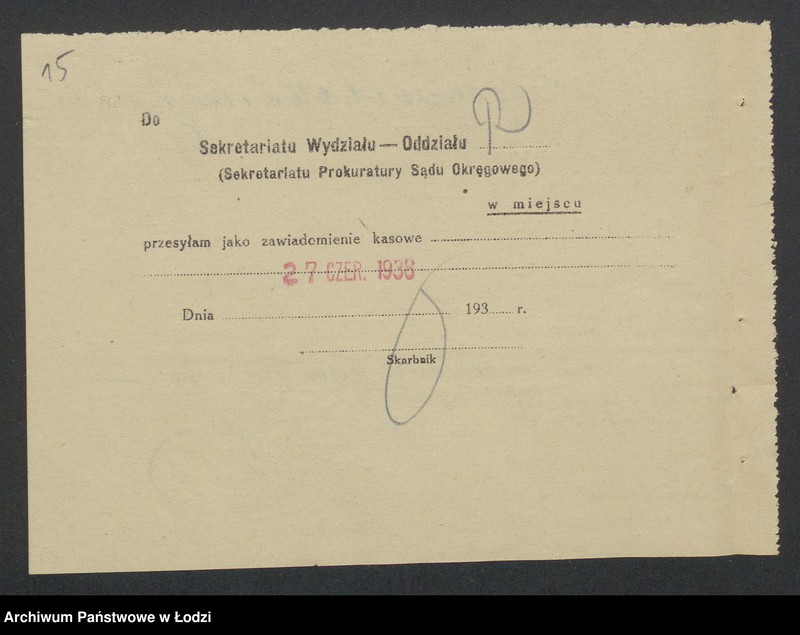 15
Do
Sekretariatu Wydziału — Oddziału
(Sekretariatu Prokuratury Sądu Okręgowego)
w miejscu
przesyłam jako zawiadomienie kasowe
27 CZER. 1938
Dnia 193 r.
Skarbnik
Archiwum Państwowe w Łodzi